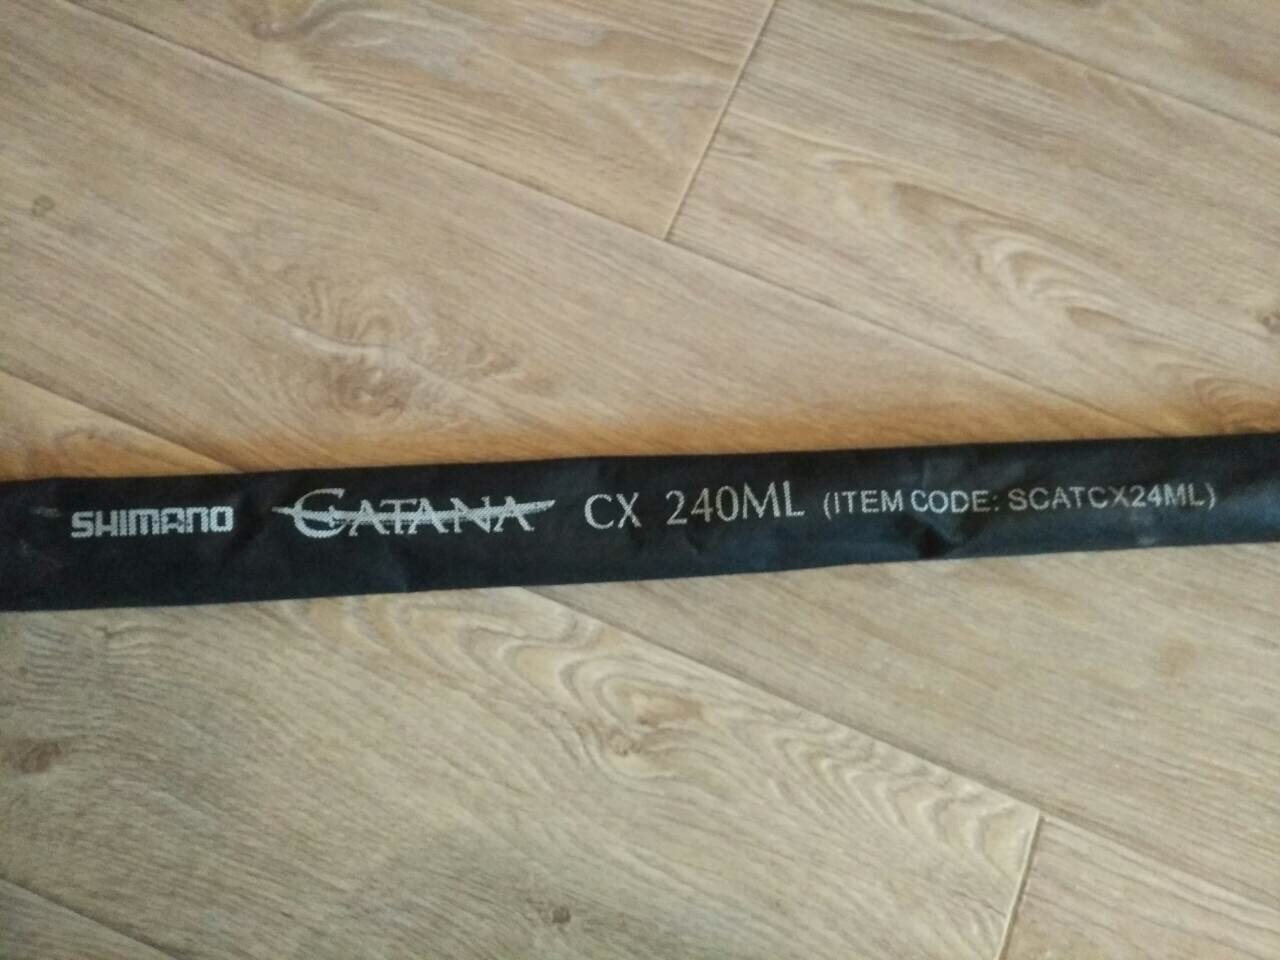 SHIMANO CATANA CX 240ML (ITEM CODE: SCATCX24ML)